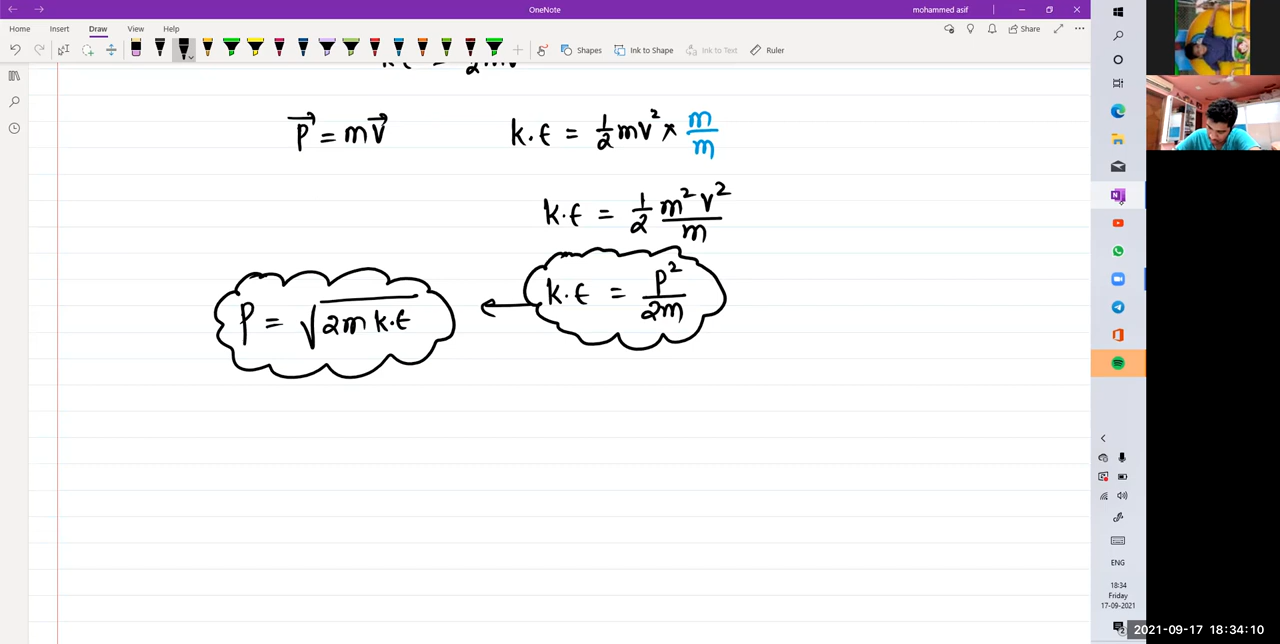 OneNote
mohammed asif
Home Insert Draw View Help
Share
Shapes Ink to Shape Ink to Text Ruler
P⃗ = mV⃗
K.E = 1/2 mv² × m/m
K.E = 1/2 m²v²/m
K.E = P²/2m
P = √2m K.E
ENG
18:34
Friday
17-09-2021
2021-09-17 18:34:10